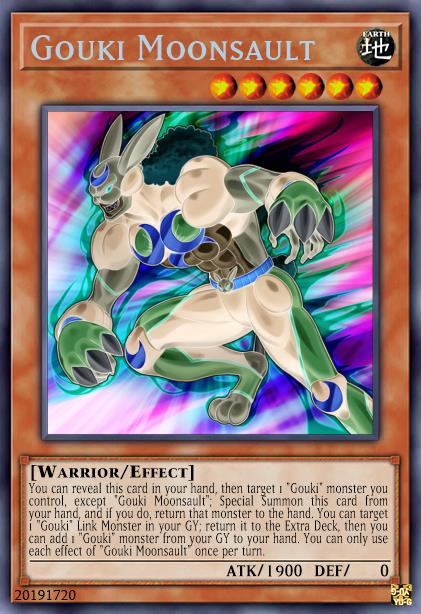 Gouki Moonsault
EARTH
地
[Warrior/Effect]
You can reveal this card in your hand, then target 1 "Gouki" monster you
control, except "Gouki Moonsault"; Special Summon this card from
your hand, and if you do, return that monster to the hand. You can target
1 "Gouki" Link Monster in your GY; return it to the Extra Deck, then you
can add 1 "Gouki" monster from your GY to your hand. You can only use
each effect of "Gouki Moonsault" once per turn.
ATK/1900 DEF/ 0
20191720